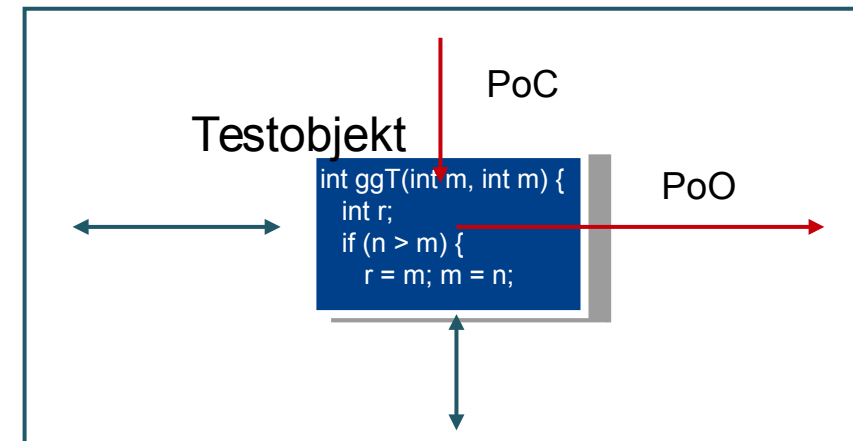 PoC
Testobjekt
int ggT(int m, int m) {
int r;
PoO
if (n > m) {
r = m; m = n;